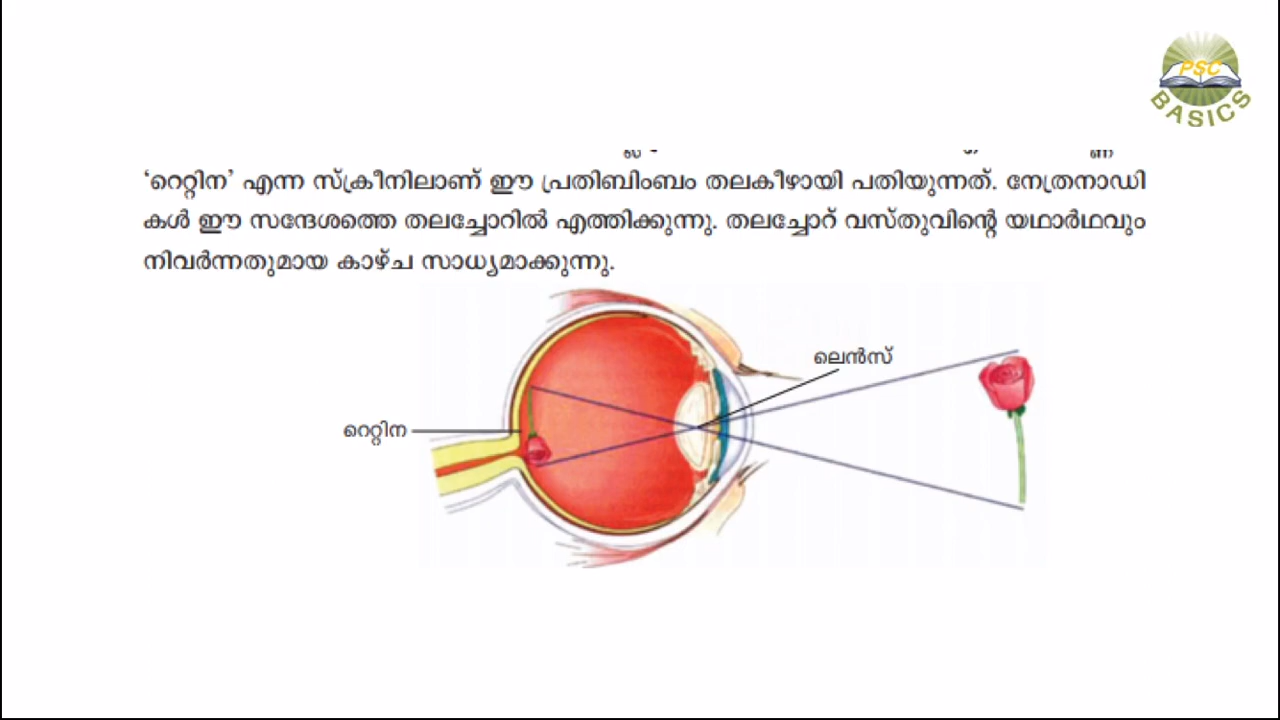 PSC
BASICS
‘റെറ്റിന’ എന്ന സ്ക്രീനിലാണ് ഈ പ്രതിബിംബം തലകീഴായി പതിയുന്നത്. നേത്രനാഡി
കൾ ഈ സന്ദേശത്തെ തലച്ചോറിൽ എത്തിക്കുന്നു. തലച്ചോറ് വസ്തുവിന്റെ യഥാർഥവും
നിവർന്നതുമായ കാഴ്ച സാധ്യമാക്കുന്നു.
ലെൻസ്
റെറ്റിന